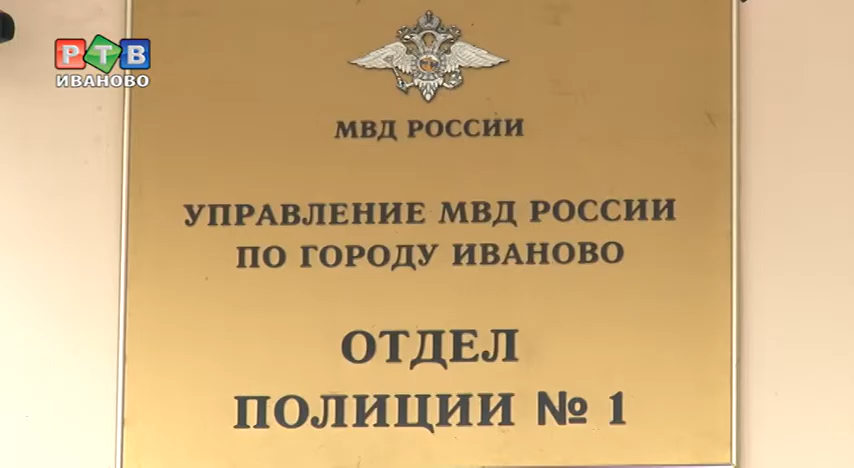 РТВ
ИВАНОВО
МВД РОССИИ
УПРАВЛЕНИЕ МВД РОССИИ
ПО ГОРОДУ ИВАНОВО
ОТДЕЛ
ПОЛИЦИИ № 1